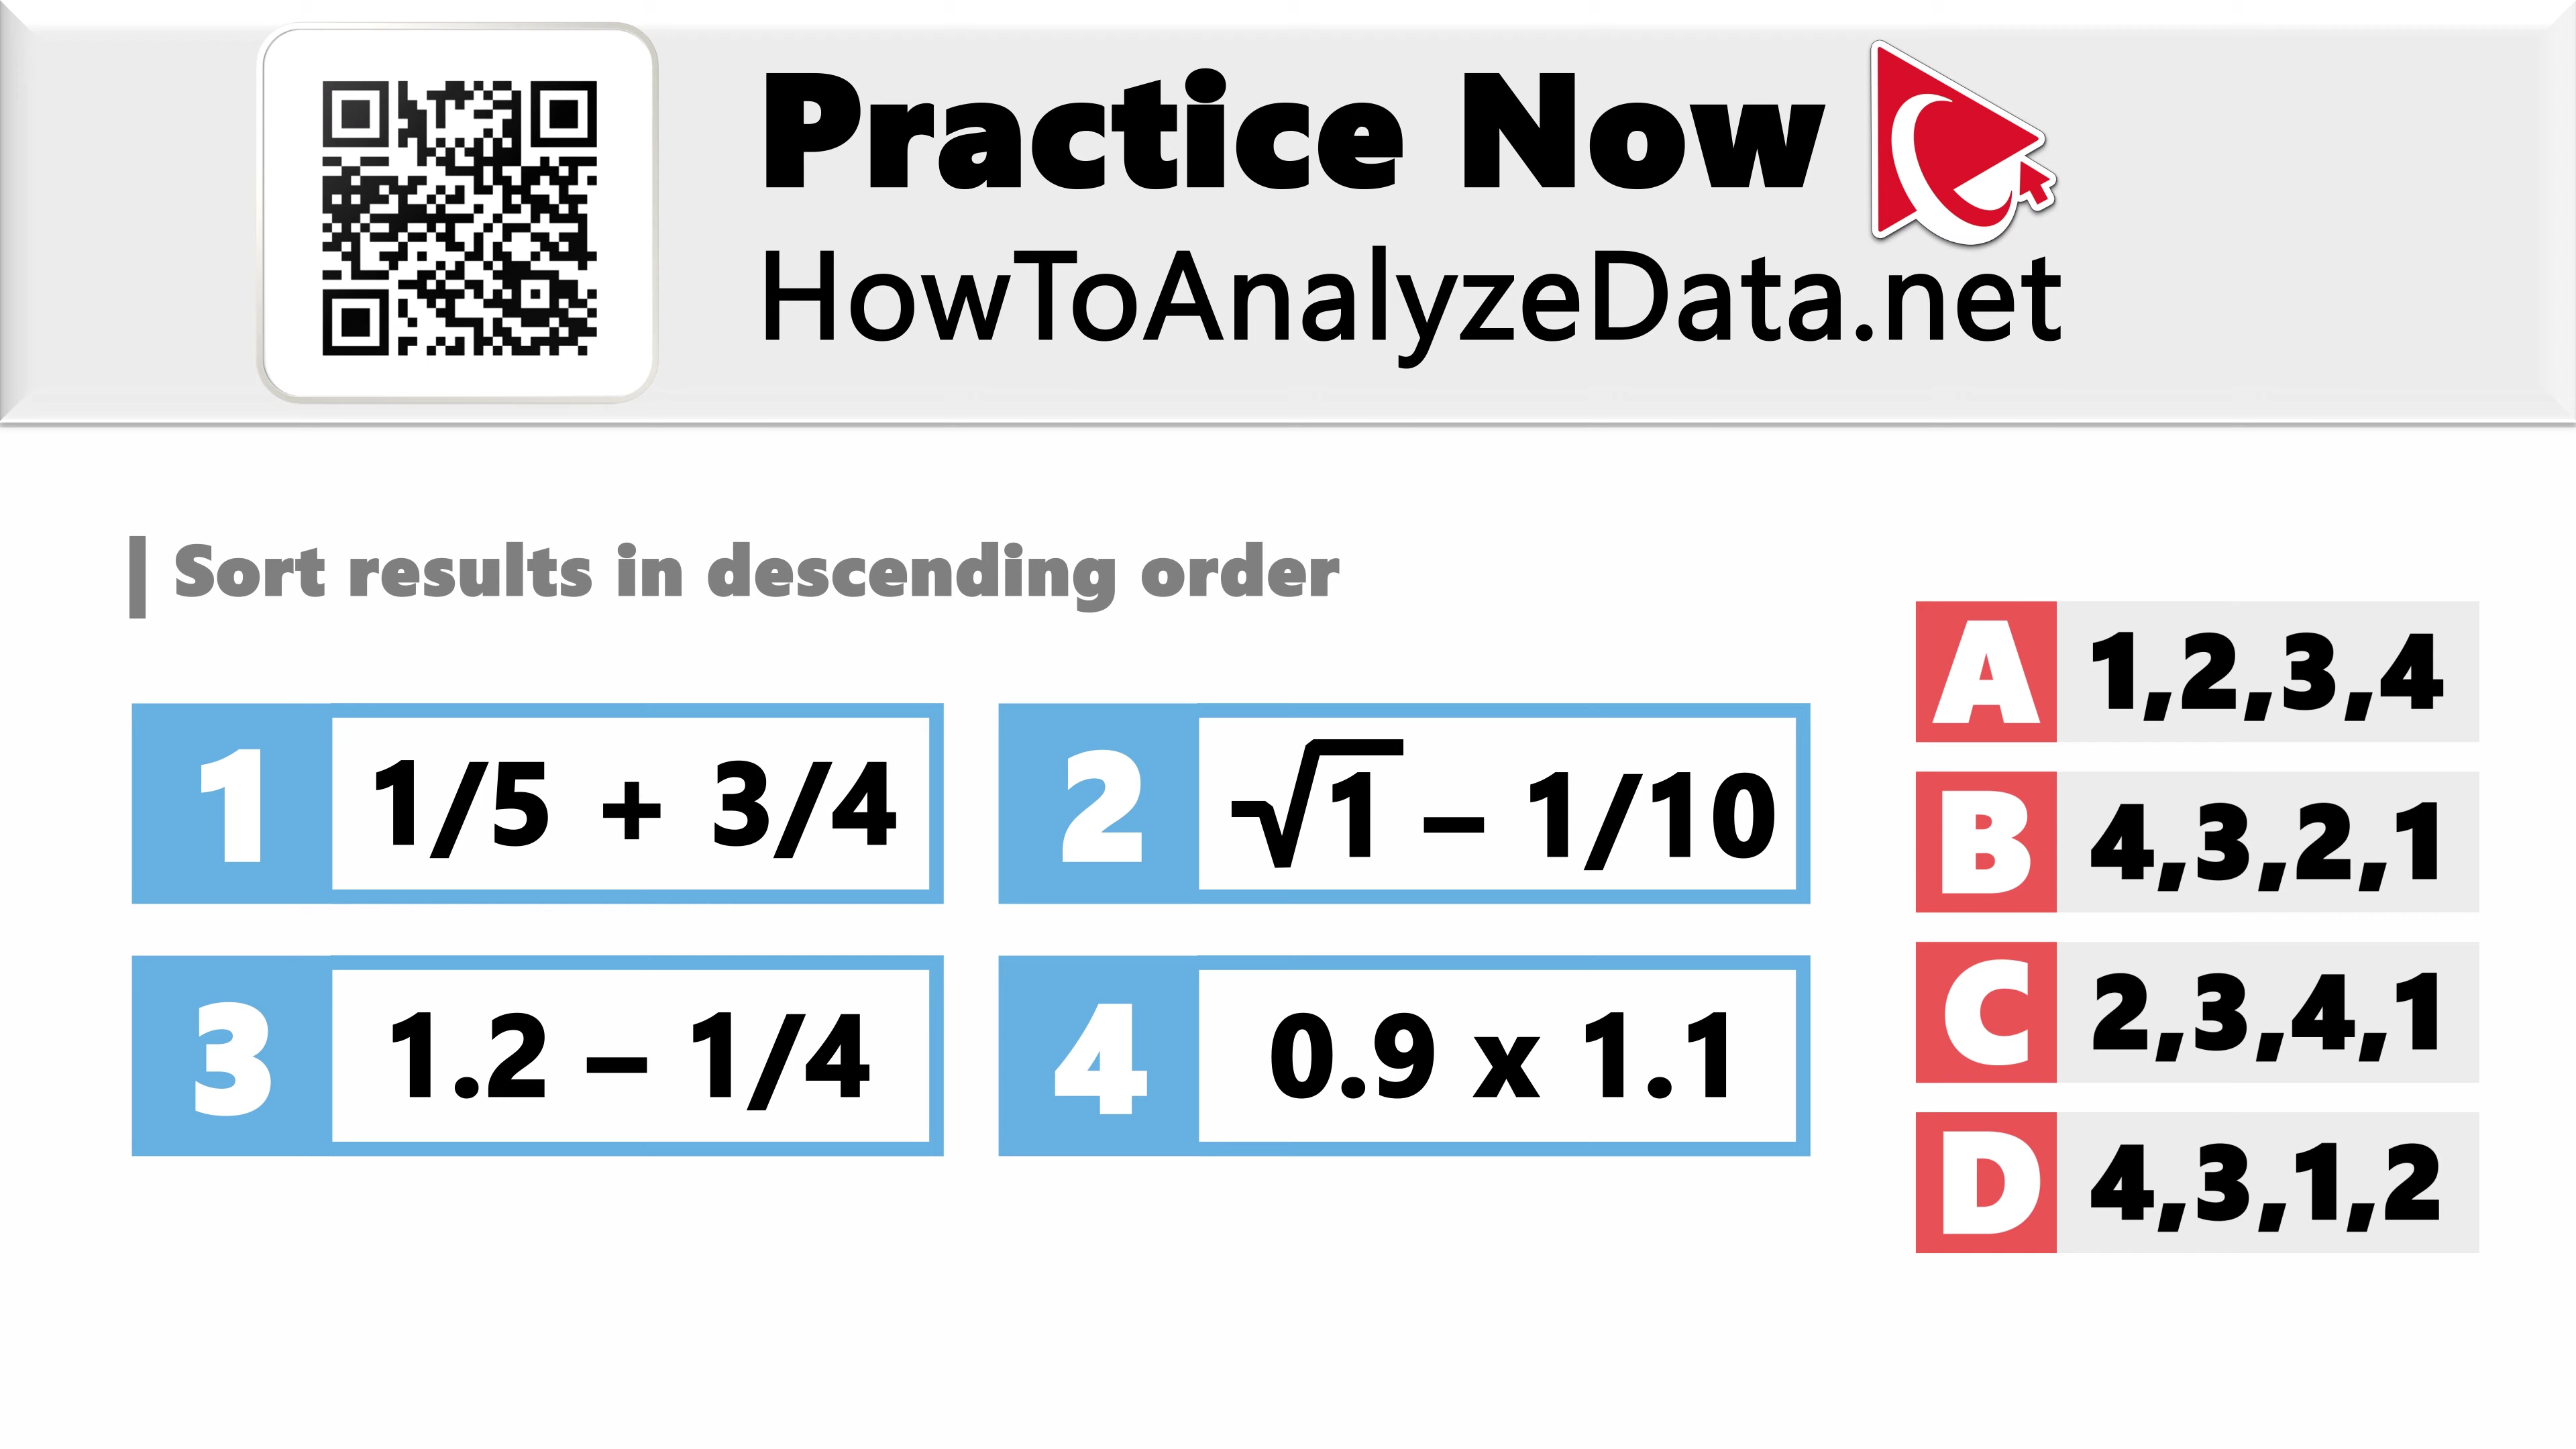 Practice Now
HowToAnalyzeData.net
Sort results in descending order
1 1/5 + 3/4
2 √1 – 1/10
3 1.2 – 1/4
4 0.9 x 1.1
A 1,2,3,4
B 4,3,2,1
C 2,3,4,1
D 4,3,1,2